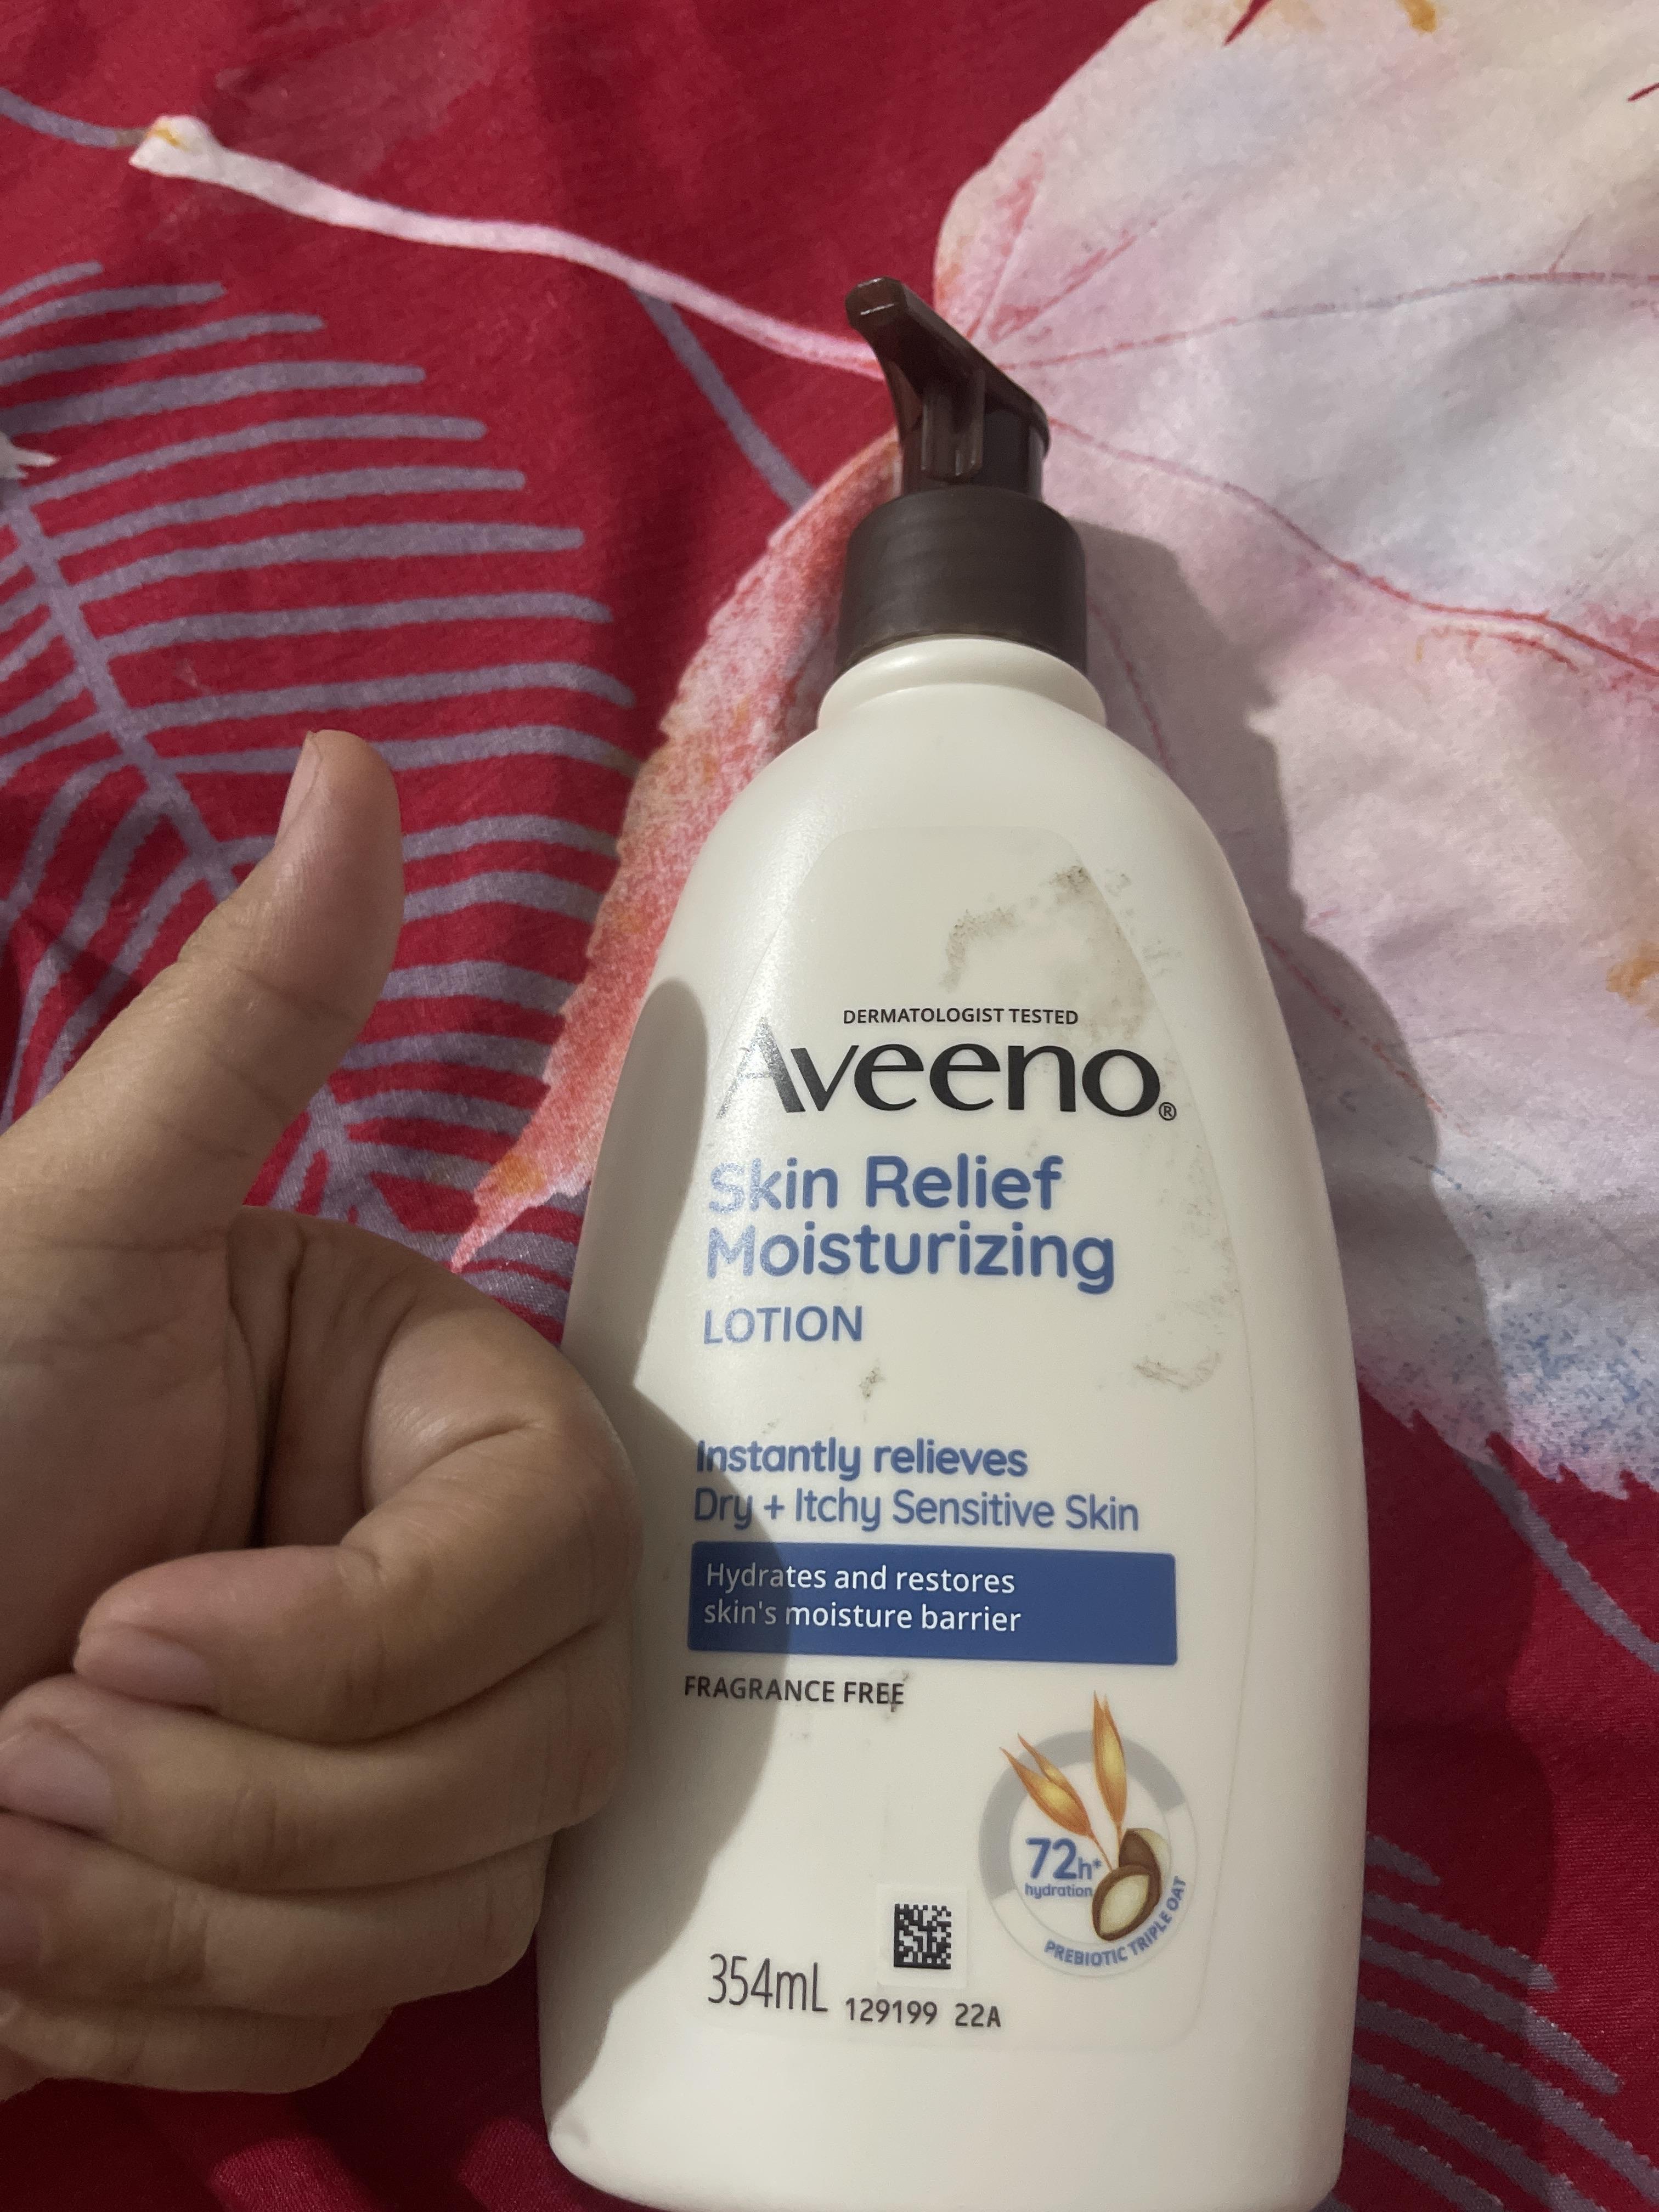 DERMATOLOGIST TESTED
Aveeno®
Skin Relief
Moisturizing
LOTION
Instantly relieves
Dry + Itchy Sensitive Skin
Hydrates and restores
skin's moisture barrier
FRAGRANCE FREE
72h*
hydration
PREBIOTIC TRIPLE OAT
354mL
129199 22A